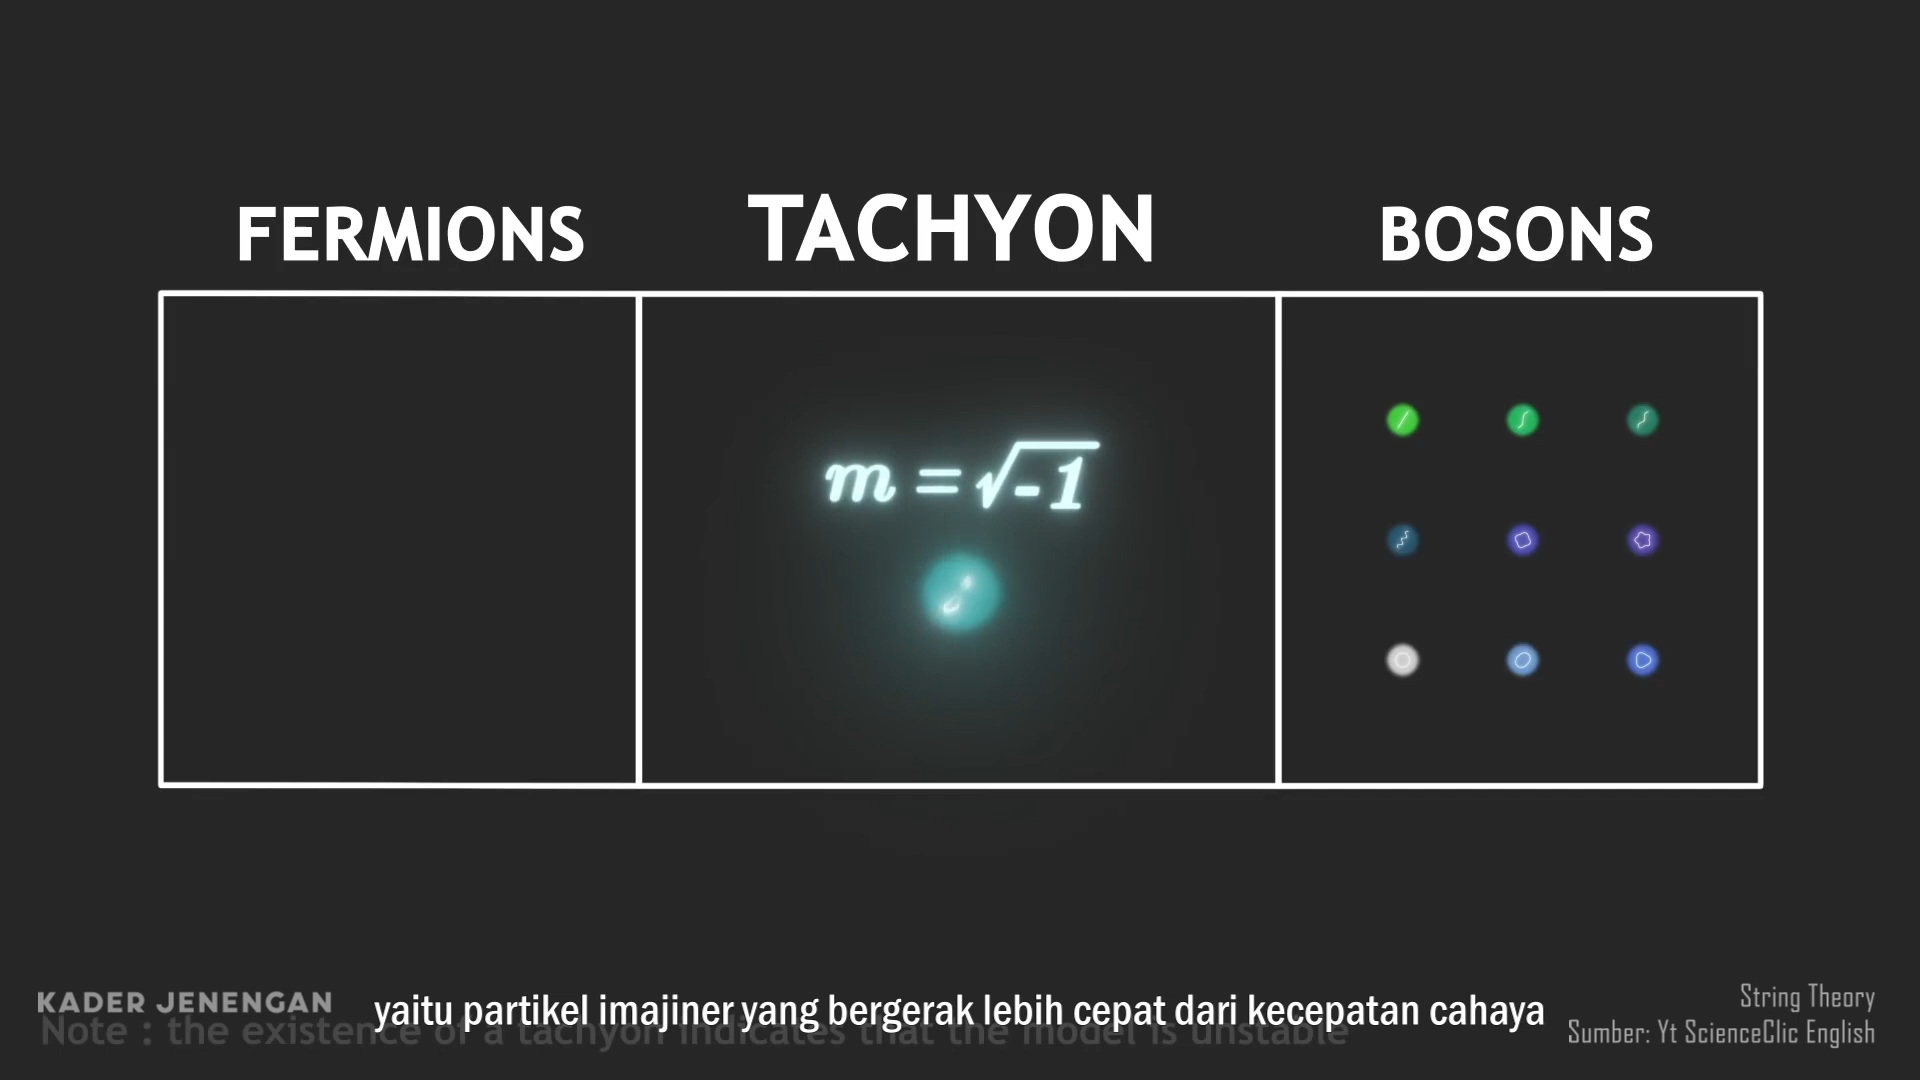 FERMIONS
TACHYON
BOSONS
m = √-1
KADER JENENGAN
yaitu partikel imajiner yang bergerak lebih cepat dari kecepatan cahaya
Note : the existence of a tachyon indicates that the model is unstable
String Theory
Sumber: Yt ScienceClic English